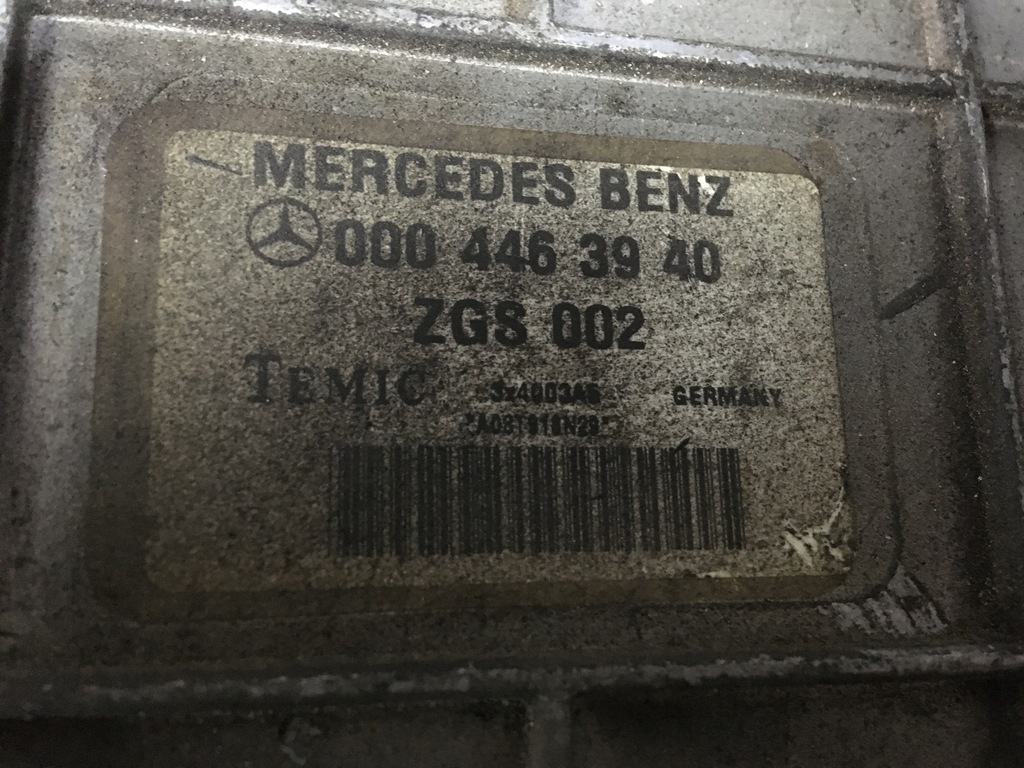 MERCEDES BENZ
000 446 39 40
ZGS 002
TEMIC GERMANY